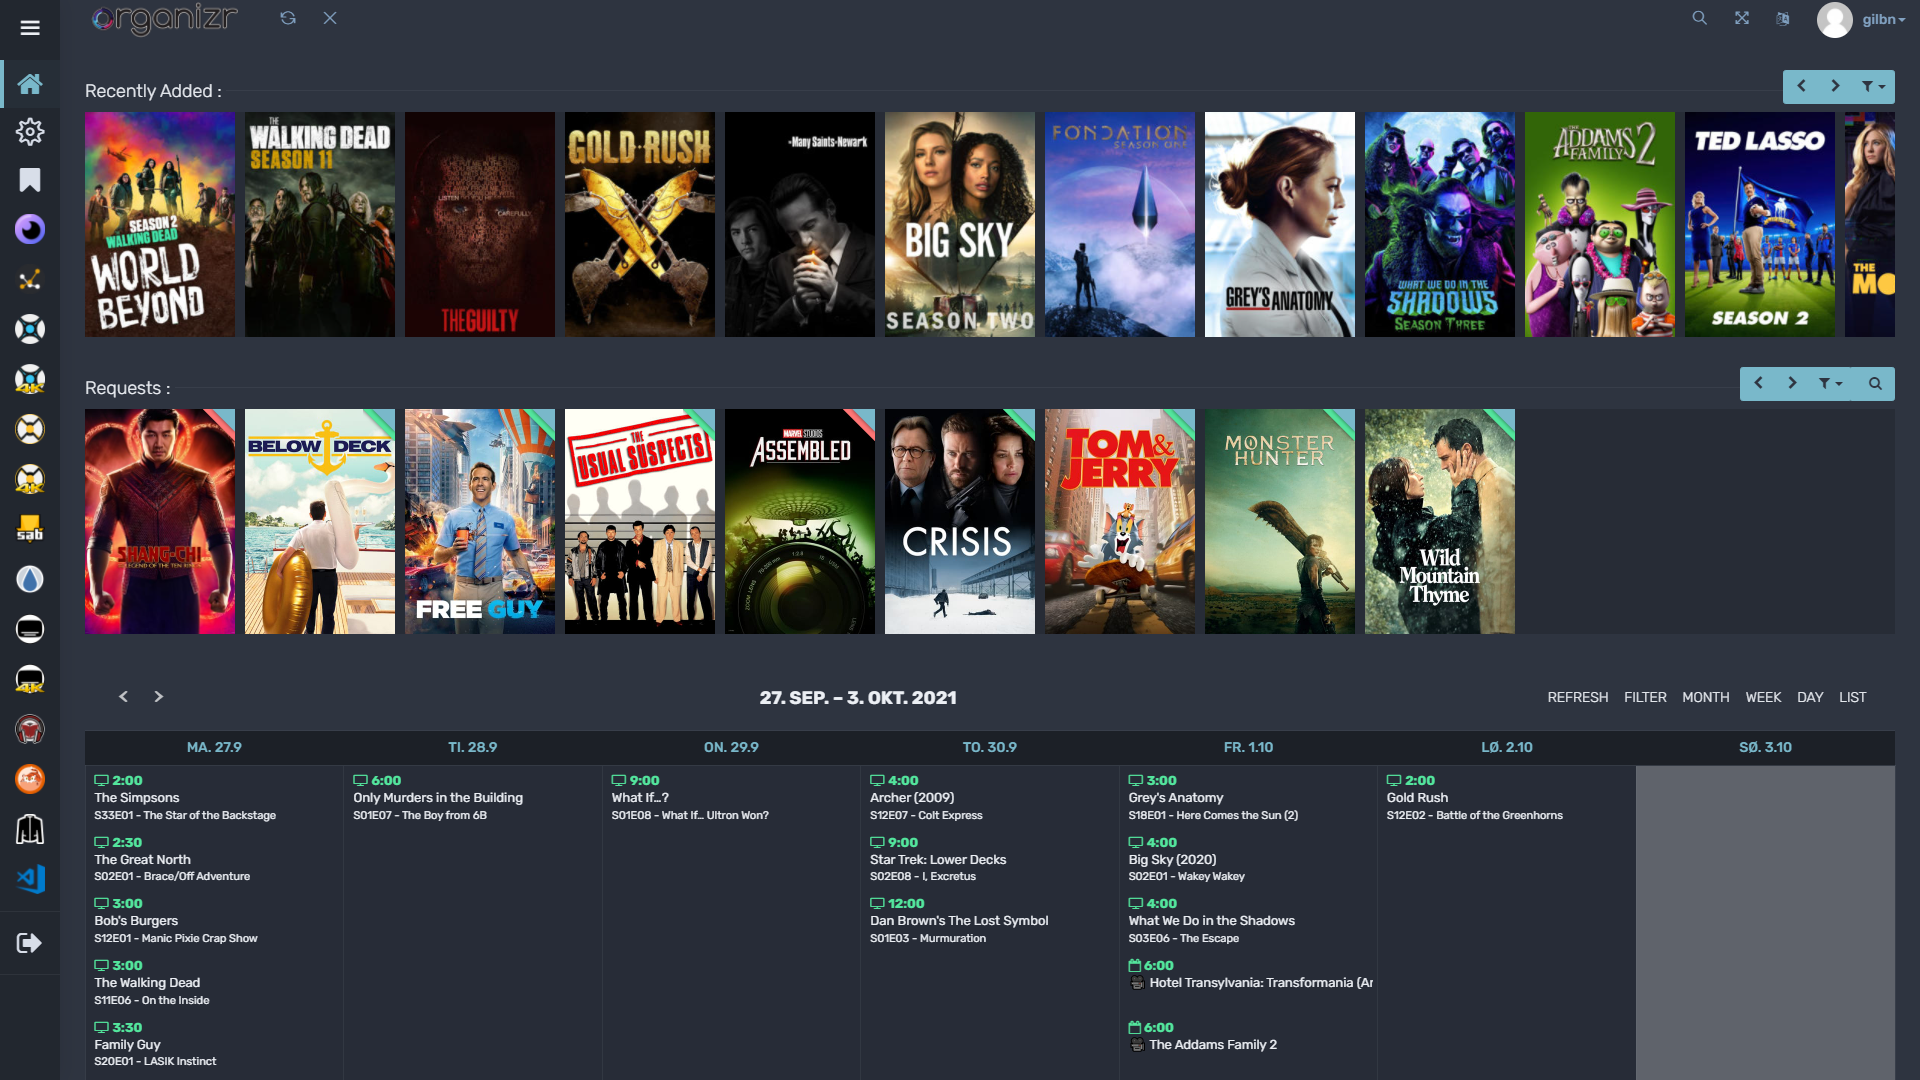 organizr
gilbn
Recently Added :
SEASON 2
WALKING DEAD
WORLD
BEYOND
THE
WALKING DEAD
SEASON 11
LISTEN
CAREFULLY
THE GUILTY
GOLD RUSH
-Many Saints-Newark
BIG SKY
SEASON TWO
FONDATION
SEASON ONE
GREY'S ANATOMY
WHAT WE DO IN THE
SHADOWS
SEASON THREE
THE
ADDAMS
FAMILY 2
TED LASSO
SEASON 2
THE
MO
Requests :
SHANG-CHI
LEGEND OF THE TEN RINGS
BELOW DECK
FREE GUY
THE
USUAL SUSPECTS
MARVEL STUDIOS
ASSEMBLED
CRISIS
TOM &
JERRY
MONSTER
HUNTER
Wild
Mountain
Thyme
4K
4K
sab
4K
27. SEP. – 3. OKT. 2021
REFRESH FILTER MONTH WEEK DAY LIST
MA. 27.9
TI. 28.9
ON. 29.9
TO. 30.9
FR. 1.10
LØ. 2.10
SØ. 3.10
2:00
The Simpsons
S33E01 - The Star of the Backstage
2:30
The Great North
S02E01 - Brace/Off Adventure
3:00
Bob's Burgers
S12E01 - Manic Pixie Crap Show
3:00
The Walking Dead
S11E06 - On the Inside
3:30
Family Guy
S20E01 - LASIK Instinct
6:00
Only Murders in the Building
S01E07 - The Boy from 6B
9:00
What If…?
S01E08 - What If… Ultron Won?
4:00
Archer (2009)
S12E07 - Colt Express
9:00
Star Trek: Lower Decks
S02E08 - I, Excretus
12:00
Dan Brown's The Lost Symbol
S01E03 - Murmuration
3:00
Grey's Anatomy
S18E01 - Here Comes the Sun (2)
4:00
Big Sky (2020)
S02E01 - Wakey Wakey
4:00
What We Do in the Shadows
S03E06 - The Escape
6:00
Hotel Transylvania: Transformania (Ar
6:00
The Addams Family 2
2:00
Gold Rush
S12E02 - Battle of the Greenhorns